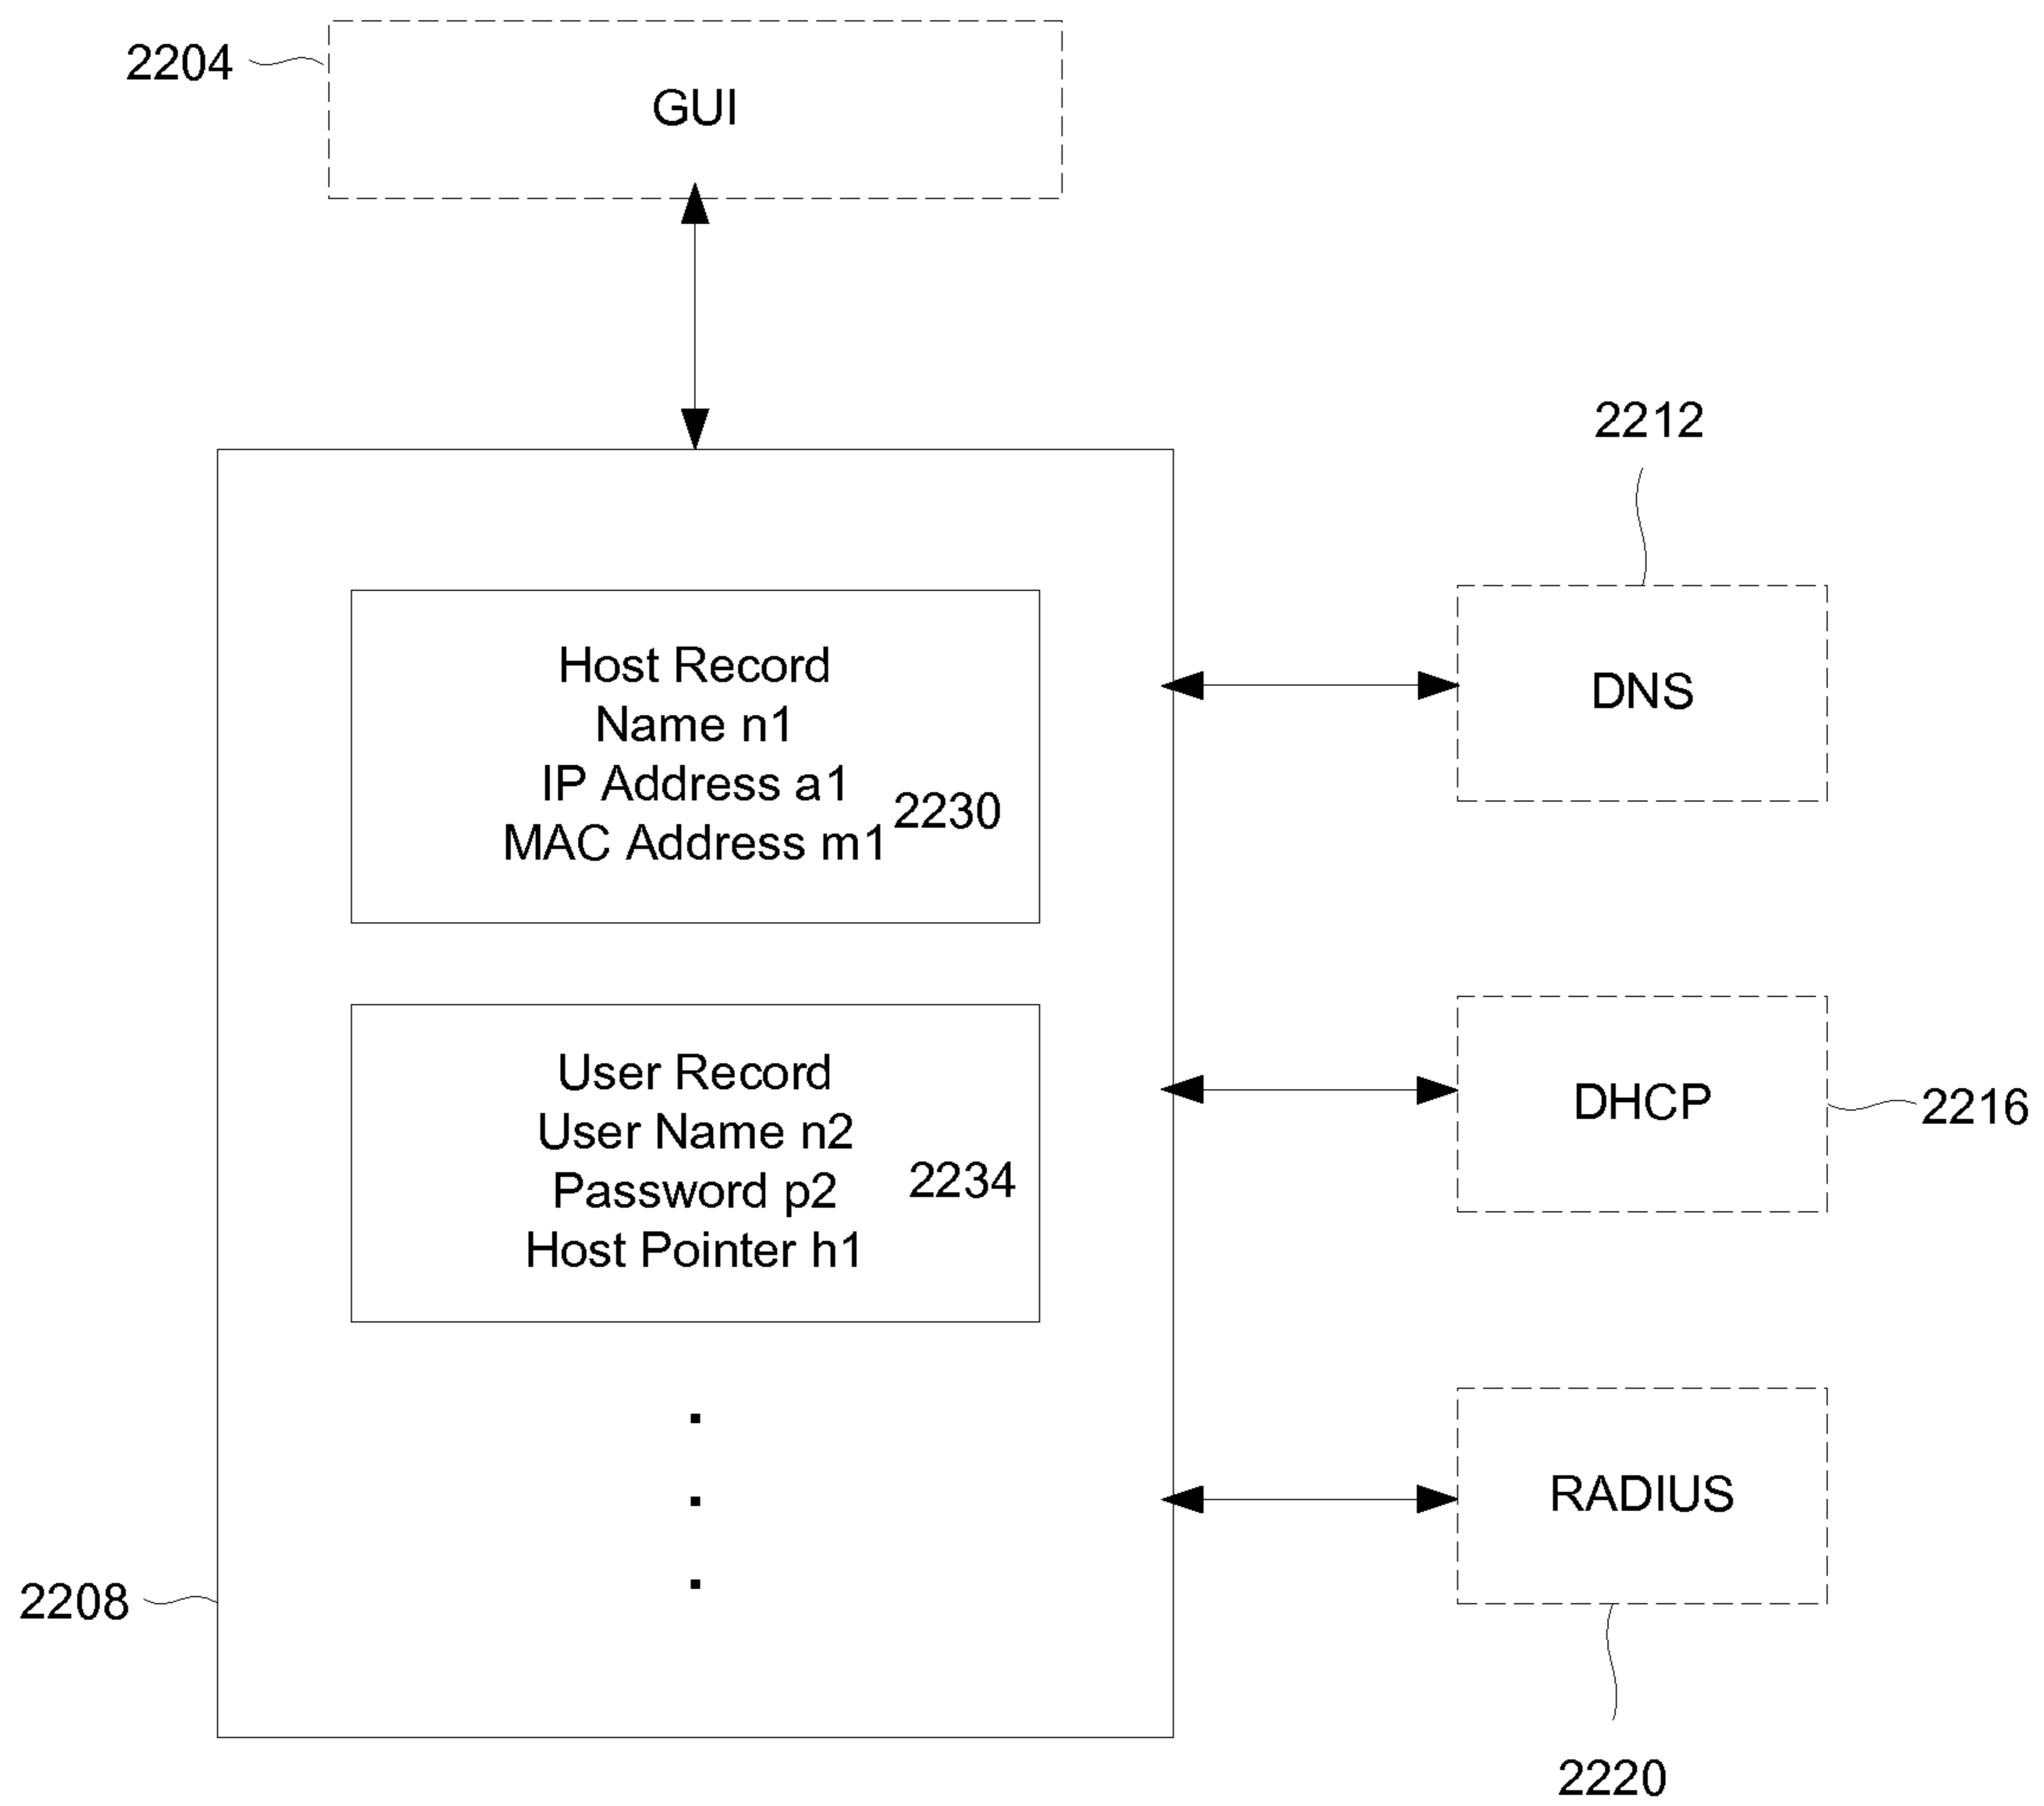 2204
GUI
2212
Host Record
Name n1
IP Address a1
2230
MAC Address m1
DNS
User Record
User Name n2
Password p2
2234
Host Pointer h1
DHCP
2216
RADIUS
2208
2220